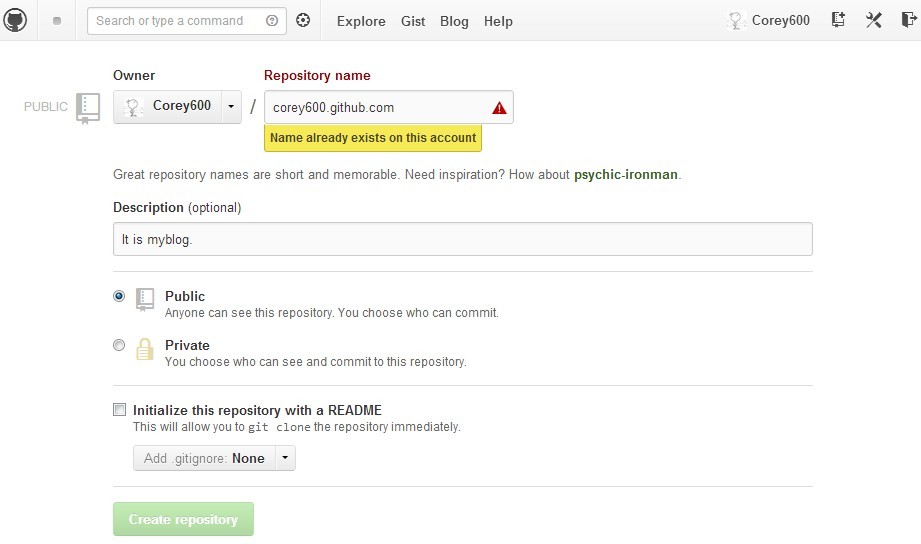 Search or type a command
Explore Gist Blog Help
Corey600
Owner
Repository name
PUBLIC
Corey600 / corey600.github.com
Name already exists on this account
Great repository names are short and memorable. Need inspiration? How about psychic-ironman.
Description (optional)
It is myblog.
Public
Anyone can see this repository. You choose who can commit.
Private
You choose who can see and commit to this repository.
Initialize this repository with a README
This will allow you to git clone the repository immediately.
Add .gitignore: None
Create repository